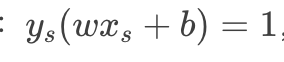 : yₛ(wxₛ + b) = 1,